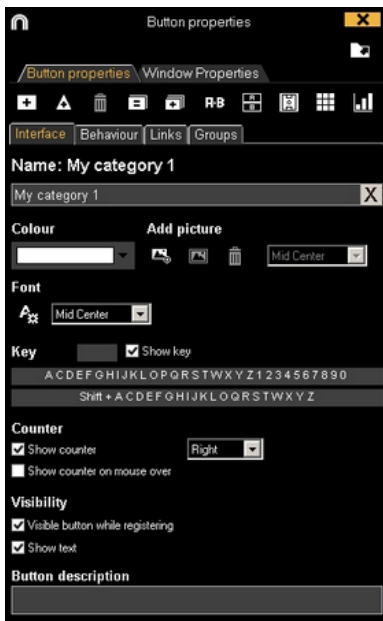 Button properties X
Button properties Window Properties
A-B A B
Interface Behaviour Links Groups
Name: My category 1
My category 1 X
Colour Add picture
Mid Center
Font
Mid Center
Key Show key
A C D E F G H I J K L O P Q R S T W X Y Z 1 2 3 4 5 6 7 8 9 0
Shift + A C D E F G H I J K L O Q R S T W X Y Z
Counter
Show counter Right
Show counter on mouse over
Visibility
Visible button while registering
Show text
Button description